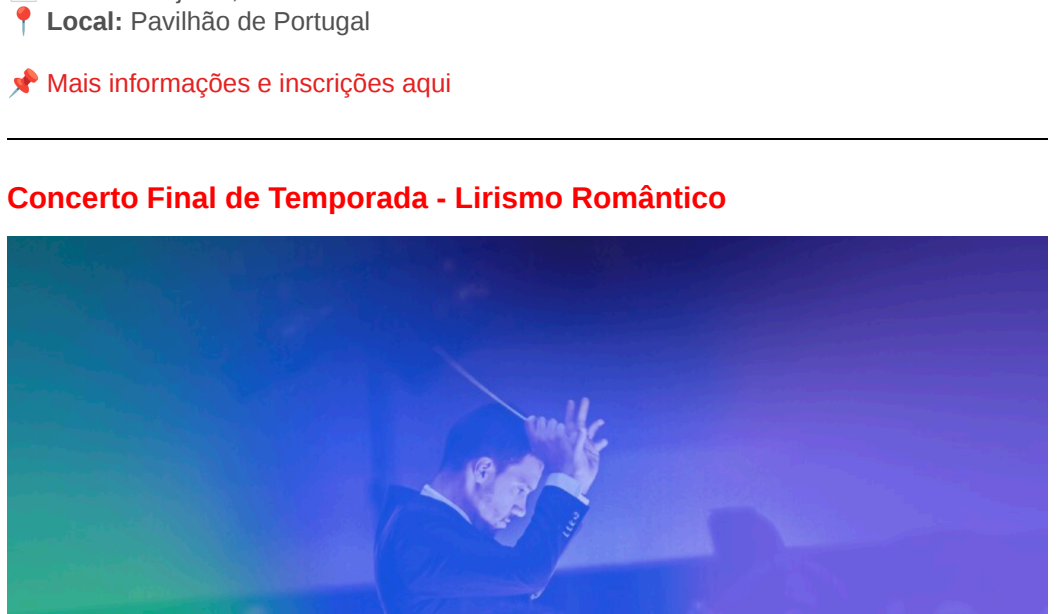 📍 Local: Pavilhão de Portugal
📌 Mais informações e inscrições aqui
Concerto Final de Temporada - Lirismo Romântico